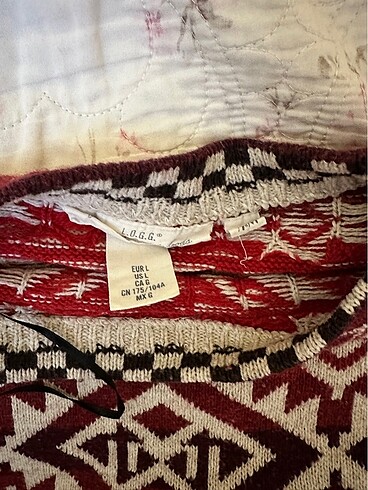 L.O.G.G.®
EUR L
US L
CA G
CN 175/104A
MX G